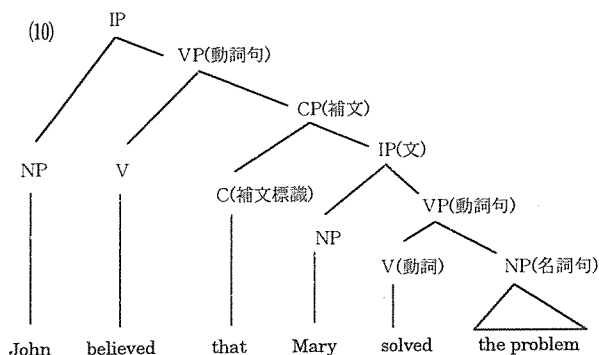 (10)
IP
VP(動詞句)
CP(補文)
IP(文)
NP V
C(補文標識)
VP(動詞句)
NP
V(動詞) NP(名詞句)
John believed that Mary solved the problem